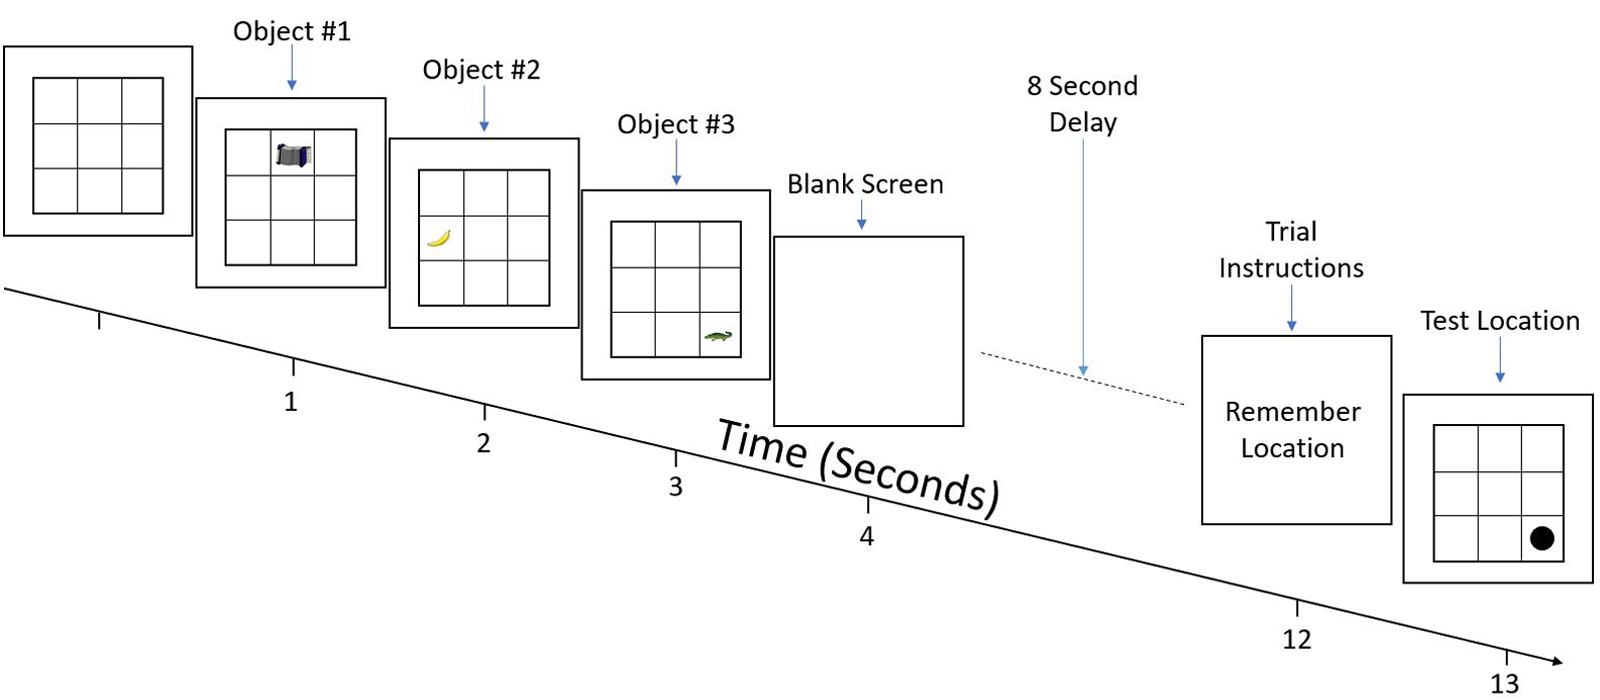 Object #1
Object #2
Object #3
Blank Screen
8 Second
Delay
Trial
Instructions
Remember
Location
Test Location
Time (Seconds)
1
2
3
4
12
13